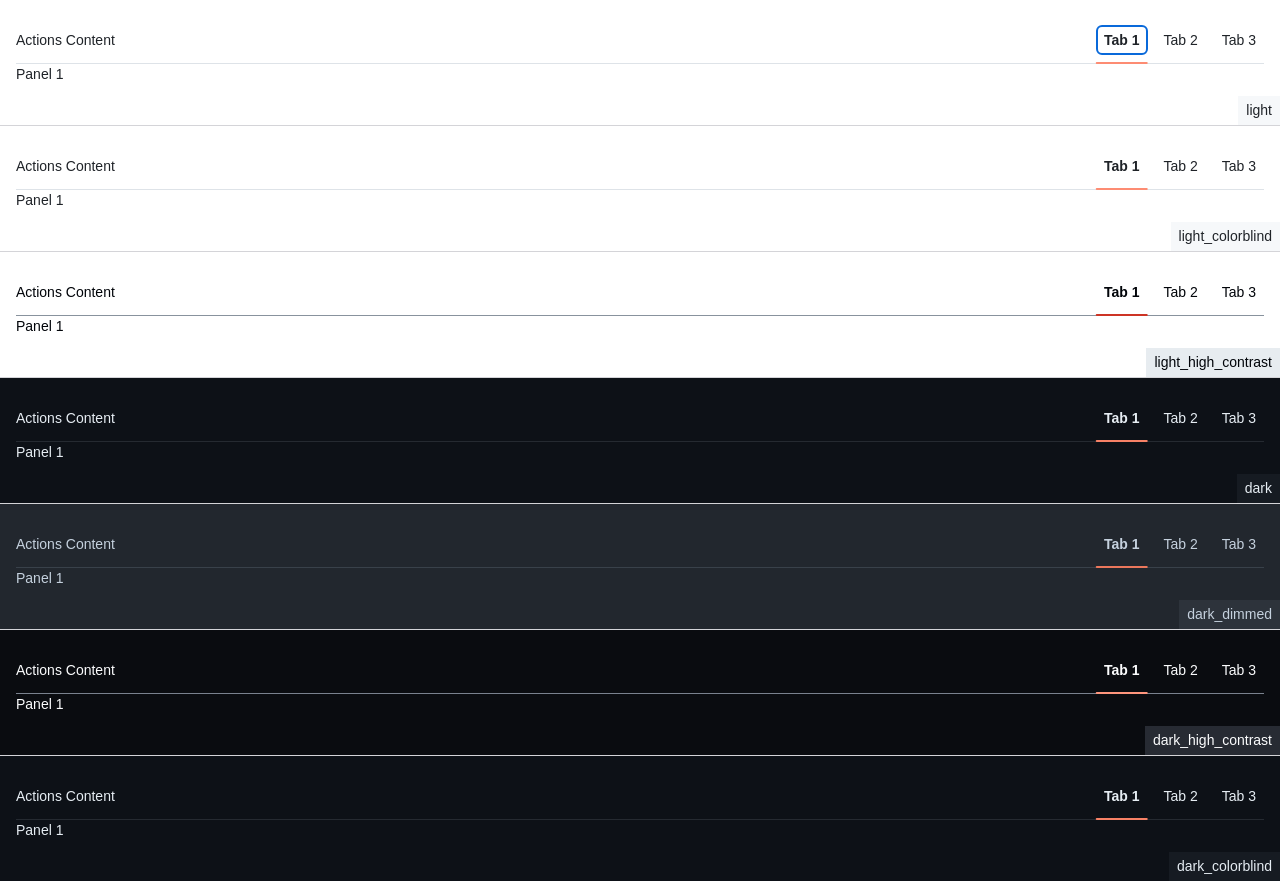 Actions Content Tab 1 Tab 2 Tab 3
Panel 1
light
Actions Content Tab 1 Tab 2 Tab 3
Panel 1
light_colorblind
Actions Content Tab 1 Tab 2 Tab 3
Panel 1
light_high_contrast
Actions Content Tab 1 Tab 2 Tab 3
Panel 1
dark
Actions Content Tab 1 Tab 2 Tab 3
Panel 1
dark_dimmed
Actions Content Tab 1 Tab 2 Tab 3
Panel 1
dark_high_contrast
Actions Content Tab 1 Tab 2 Tab 3
Panel 1
dark_colorblind